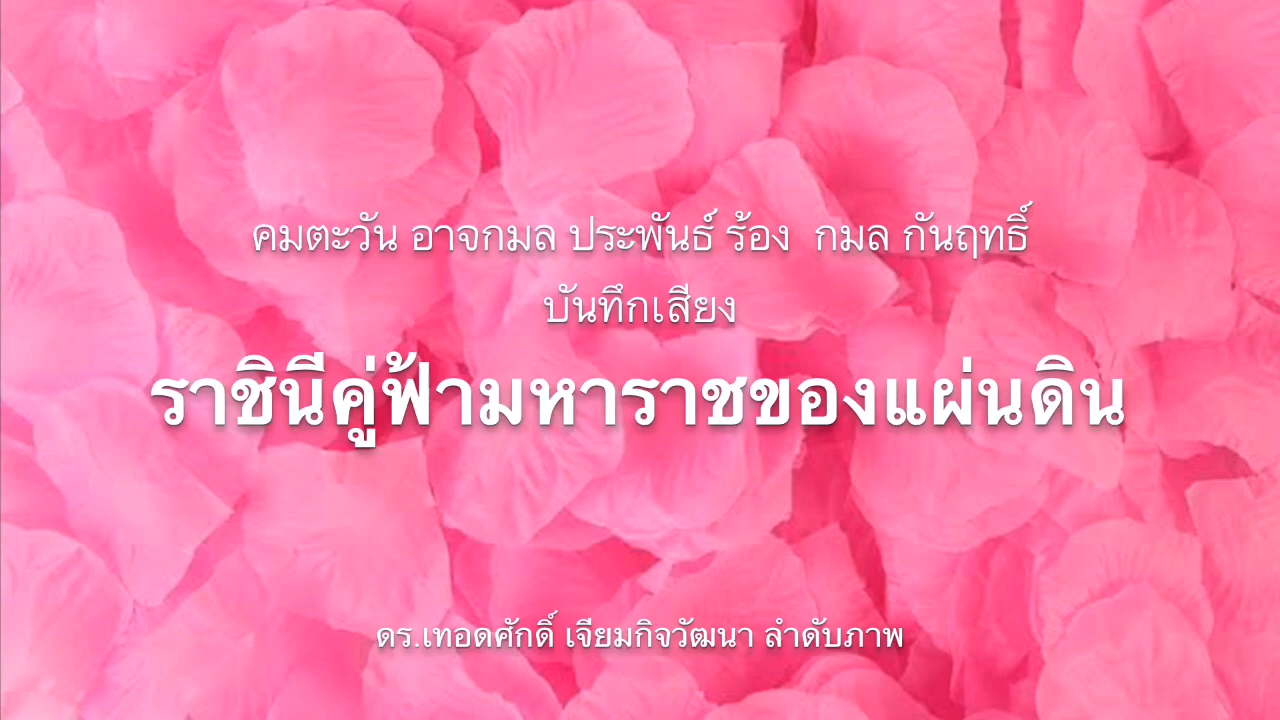 คมตะวัน อาจกมล ประพันธ์ ร้อง  กมล กันฤทธิ์
บันทึกเสียง
ราชินีคู่ฟ้ามหาราชของแผ่นดิน
ดร.เทอดศักดิ์ เจียมกิจวัฒนา ลำดับภาพ